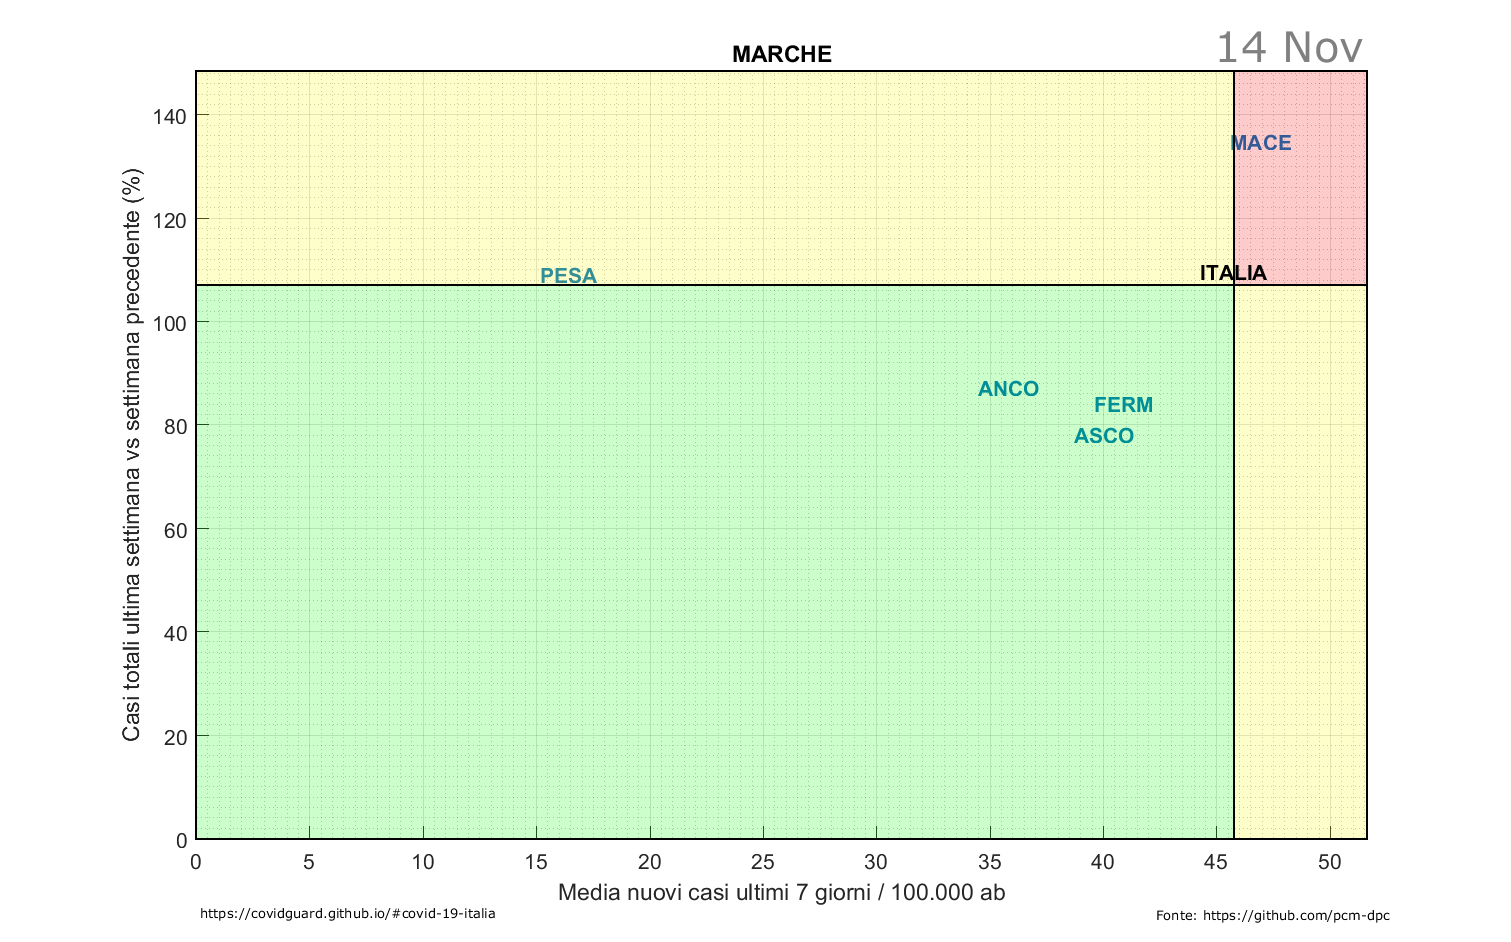 14 Nov
MARCHE
Casi totali ultima settimana vs settimana precedente (%)
140
120
100
80
60
40
20
0
MACE
PESA
ITALIA
ANCO
FERM
ASCO
0 5 10 15 20 25 30 35 40 45 50
Media nuovi casi ultimi 7 giorni / 100.000 ab
https://covidguard.github.io/#covid-19-italia
Fonte: https://github.com/pcm-dpc